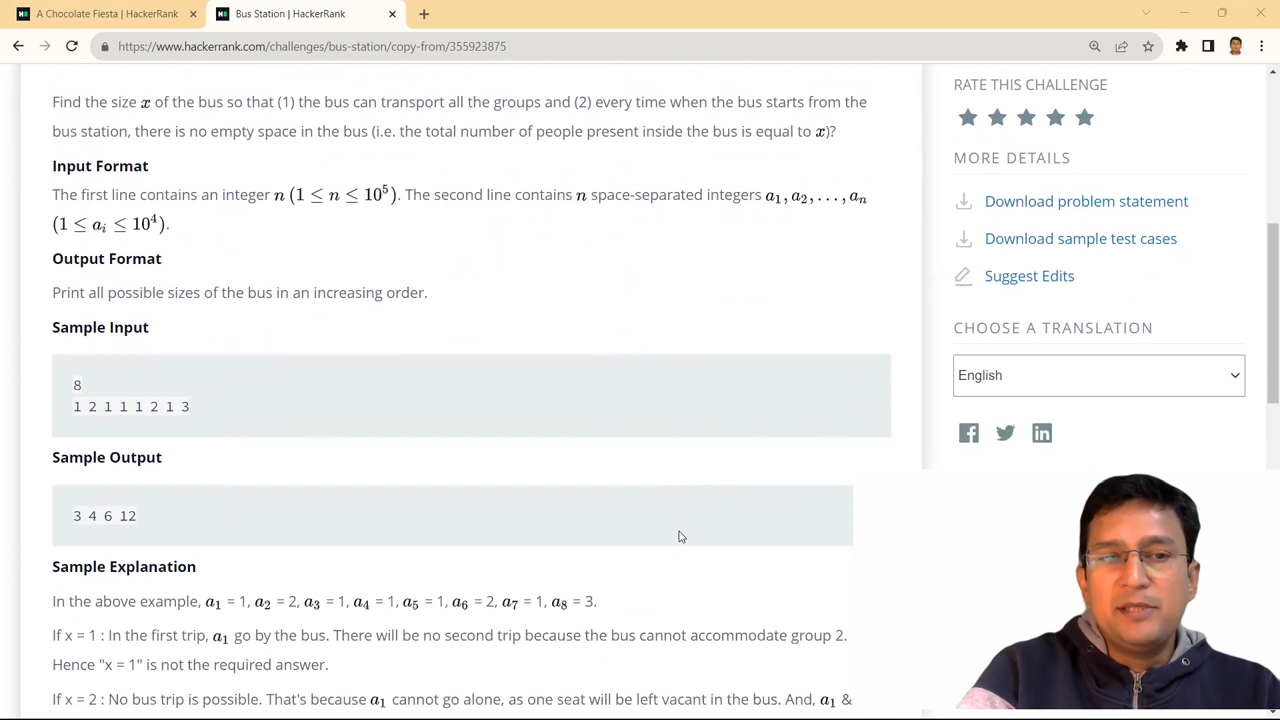 A Chocolate Fiesta | HackerRank
Bus Station | HackerRank
https://www.hackerrank.com/challenges/bus-station/copy-from/355923875
Find the size x of the bus so that (1) the bus can transport all the groups and (2) every time when the bus starts from the
bus station, there is no empty space in the bus (i.e. the total number of people present inside the bus is equal to x)?
Input Format
The first line contains an integer n (1 ≤ n ≤ 10⁵). The second line contains n space-separated integers a₁, a₂, . . . , aₙ
(1 ≤ aᵢ ≤ 10⁴).
Output Format
Print all possible sizes of the bus in an increasing order.
Sample Input
8
1 2 1 1 1 2 1 3
Sample Output
3 4 6 12
Sample Explanation
In the above example, a₁ = 1, a₂ = 2, a₃ = 1, a₄ = 1, a₅ = 1, a₆ = 2, a₇ = 1, a₈ = 3.
If x = 1 : In the first trip, a₁ go by the bus. There will be no second trip because the bus cannot accommodate group 2.
Hence "x = 1" is not the required answer.
If x = 2 : No bus trip is possible. That's because a₁ cannot go alone, as one seat will be left vacant in the bus. And, a₁ &
RATE THIS CHALLENGE
MORE DETAILS
Download problem statement
Download sample test cases
Suggest Edits
CHOOSE A TRANSLATION
English